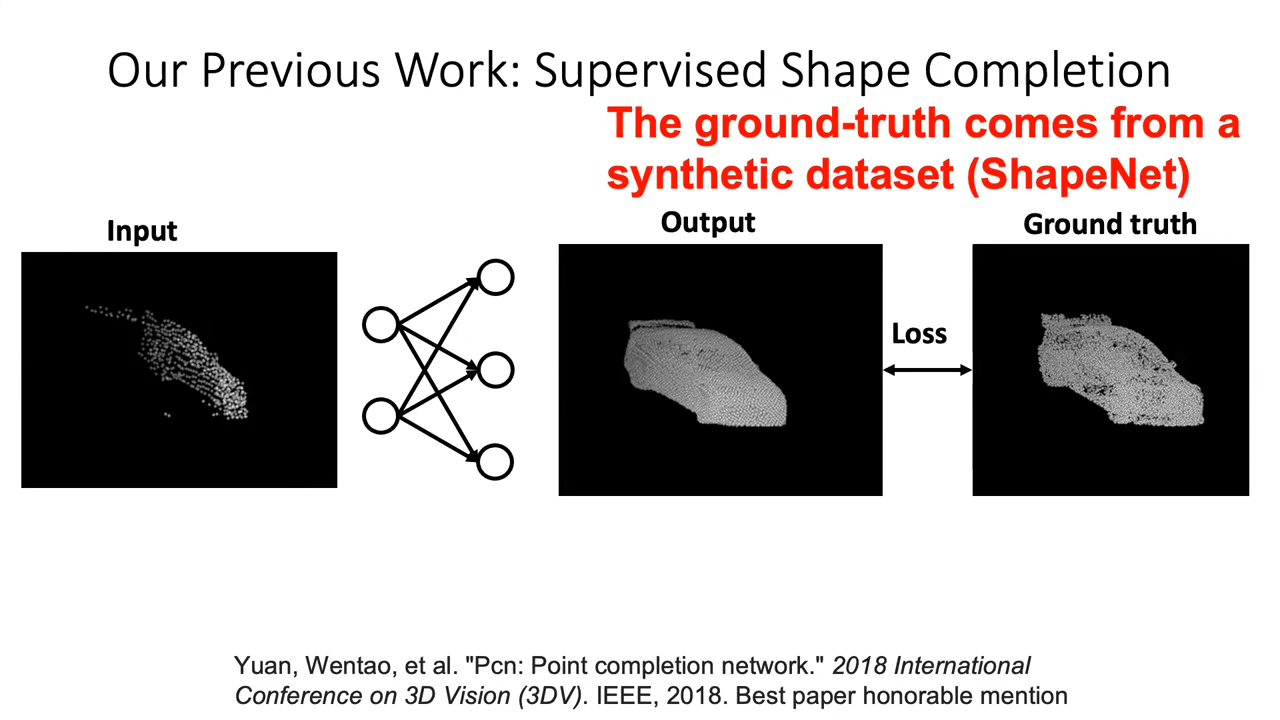 Our Previous Work: Supervised Shape Completion
The ground-truth comes from a
synthetic dataset (ShapeNet)
Input
Output
Ground truth
Loss
Yuan, Wentao, et al. "Pcn: Point completion network." 2018 International
Conference on 3D Vision (3DV). IEEE, 2018. Best paper honorable mention